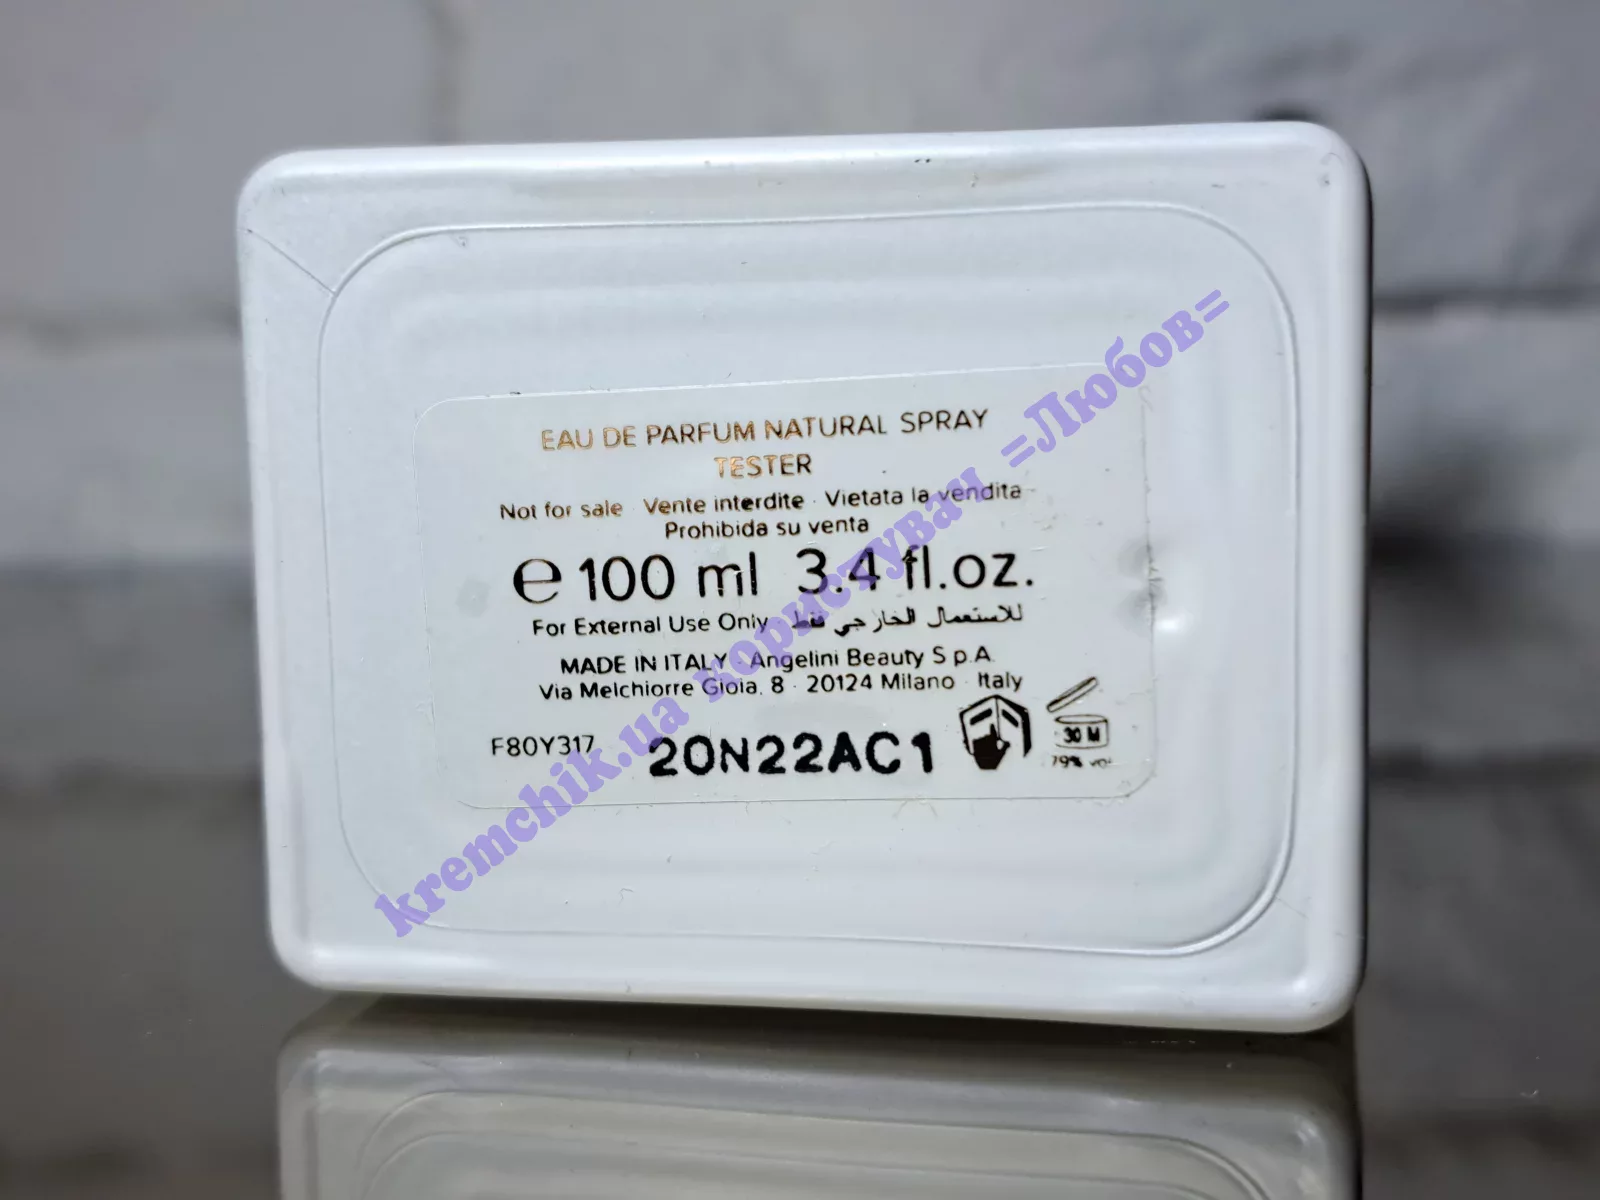 EAU DE PARFUM NATURAL SPRAY
TESTER
Not for sale · Vente interdite · Vietata la vendita
Prohibida su venta
℮ 100 ml 3.4 fl.oz.
For External Use Only للاستعمال الخارجي فقط
MADE IN ITALY · Angelini Beauty S.p.A.
Via Melchiorre Gioia, 8 · 20124 Milano · Italy
F80Y317 20N22AC1 30 M
79% vol
kremchik.ua користувач =Любов=